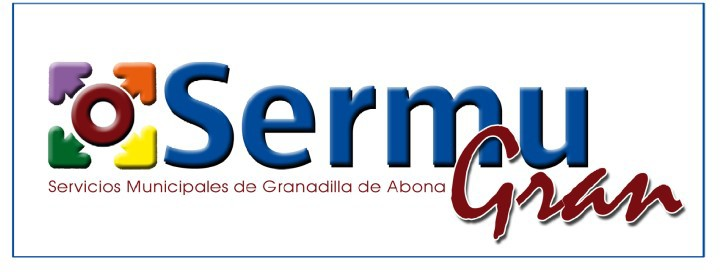 Sermu
Servicios Municipales de Granadilla de Abona
Gran